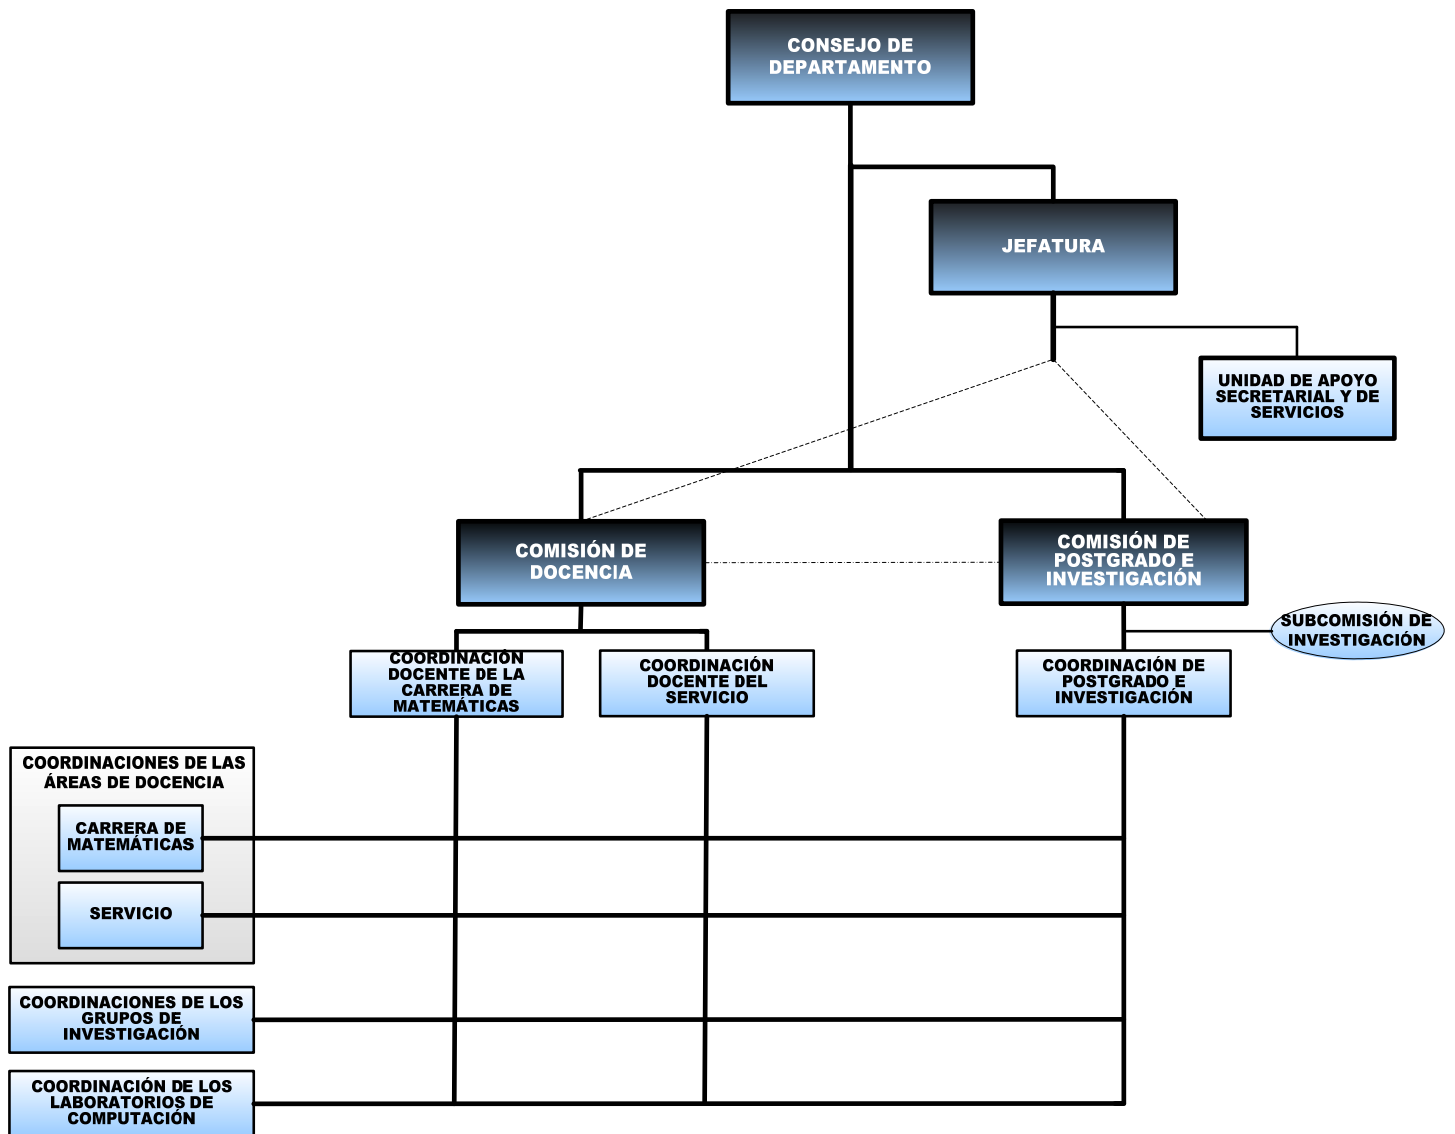 CONSEJO DE
DEPARTAMENTO
JEFATURA
UNIDAD DE APOYO
SECRETARIAL Y DE
SERVICIOS
COMISIÓN DE
DOCENCIA
COMISIÓN DE
POSTGRADO E
INVESTIGACIÓN
SUBCOMISIÓN DE
INVESTIGACIÓN
COORDINACIÓN
DOCENTE DE LA
CARRERA DE
MATEMÁTICAS
COORDINACIÓN
DOCENTE DEL
SERVICIO
COORDINACIÓN DE
POSTGRADO E
INVESTIGACIÓN
COORDINACIONES DE LAS
ÁREAS DE DOCENCIA
CARRERA DE
MATEMÁTICAS
SERVICIO
COORDINACIONES DE LOS
GRUPOS DE
INVESTIGACIÓN
COORDINACIÓN DE LOS
LABORATORIOS DE
COMPUTACIÓN